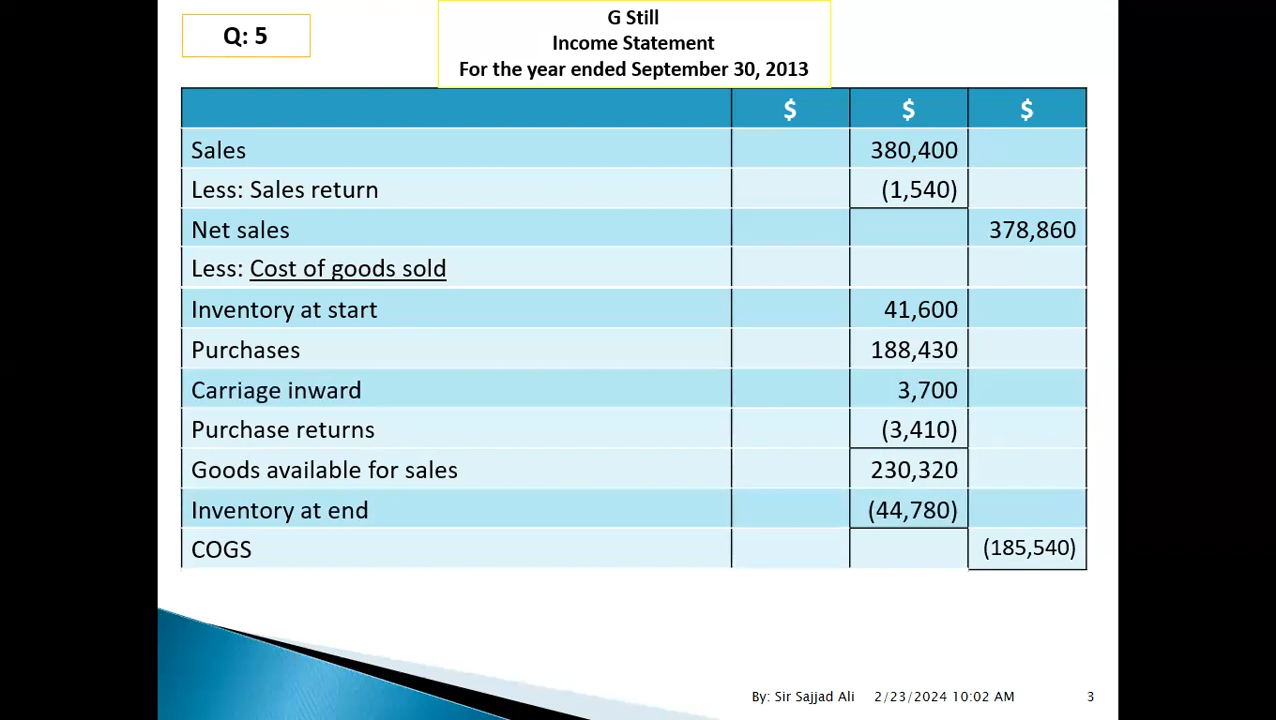 Q: 5
G Still
Income Statement
For the year ended September 30, 2013
$ $ $
Sales 380,400
Less: Sales return (1,540)
Net sales 378,860
Less: Cost of goods sold
Inventory at start 41,600
Purchases 188,430
Carriage inward 3,700
Purchase returns (3,410)
Goods available for sales 230,320
Inventory at end (44,780)
COGS (185,540)
By: Sir Sajjad Ali 2/23/2024 10:02 AM 3